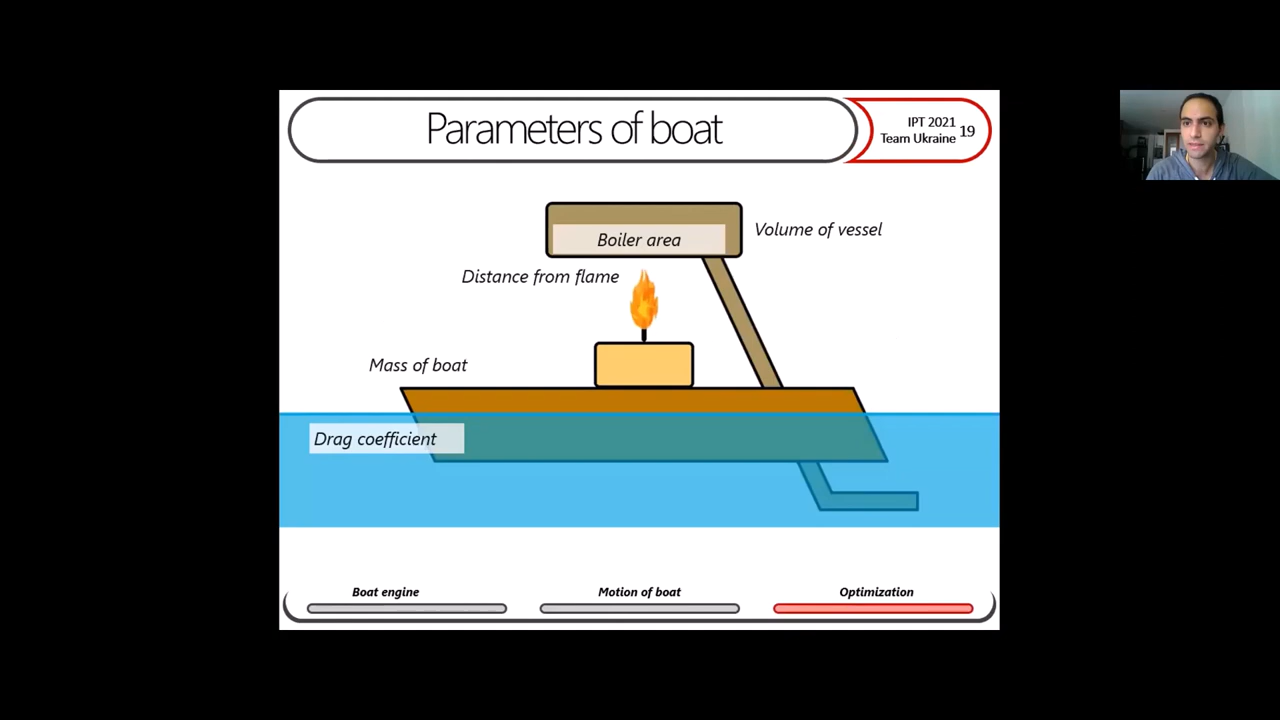 Parameters of boat
IPT 2021
Team Ukraine 19
Boiler area
Volume of vessel
Distance from flame
Mass of boat
Drag coefficient
Boat engine
Motion of boat
Optimization